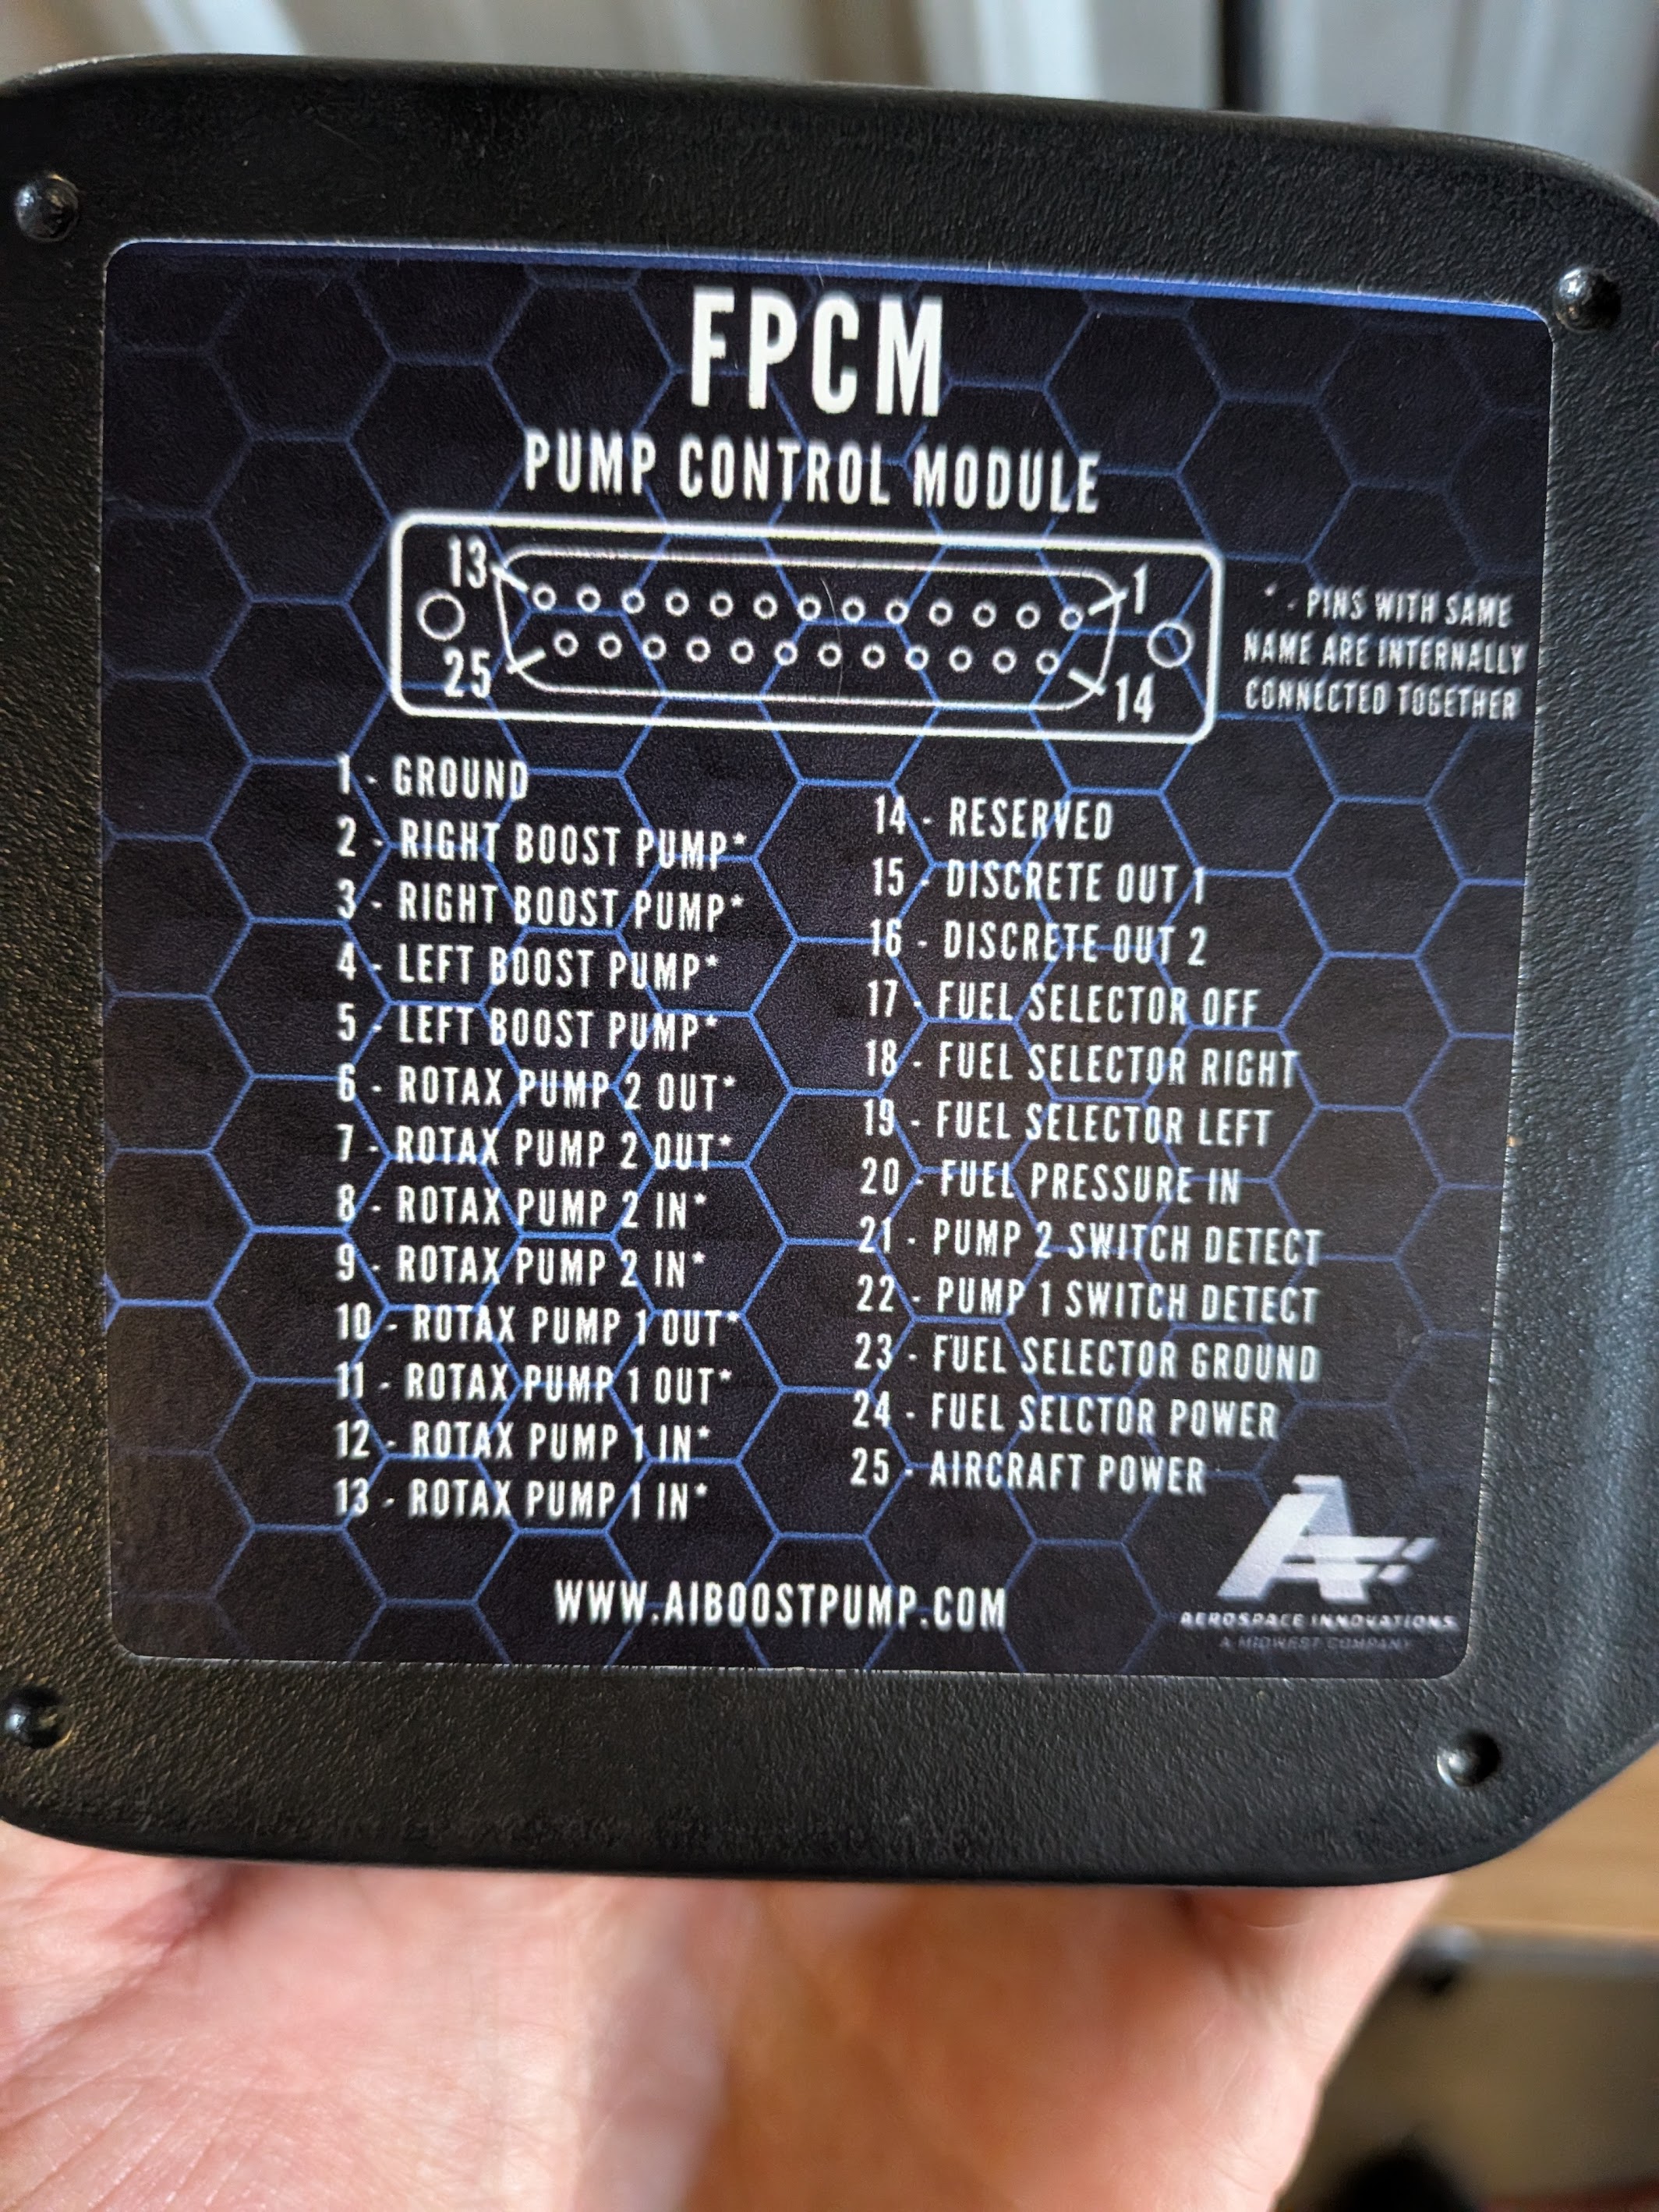 FPCM
PUMP CONTROL MODULE
13
1
25
14
* - PINS WITH SAME
NAME ARE INTERNALLY
CONNECTED TOGETHER
1 - GROUND
2 - RIGHT BOOST PUMP*
3 - RIGHT BOOST PUMP*
4 - LEFT BOOST PUMP*
5 - LEFT BOOST PUMP*
6 - ROTAX PUMP 2 OUT*
7 - ROTAX PUMP 2 OUT*
8 - ROTAX PUMP 2 IN*
9 - ROTAX PUMP 2 IN*
10 - ROTAX PUMP 1 OUT*
11 - ROTAX PUMP 1 OUT*
12 - ROTAX PUMP 1 IN*
13 - ROTAX PUMP 1 IN*
14 - RESERVED
15 - DISCRETE OUT 1
16 - DISCRETE OUT 2
17 - FUEL SELECTOR OFF
18 - FUEL SELECTOR RIGHT
19 - FUEL SELECTOR LEFT
20 - FUEL PRESSURE IN
21 - PUMP 2 SWITCH DETECT
22 - PUMP 1 SWITCH DETECT
23 - FUEL SELECTOR GROUND
24 - FUEL SELCTOR POWER
25 - AIRCRAFT POWER
WWW.AIBOOSTPUMP.COM
AEROSPACE INNOVATIONS
A MIDWEST COMPANY